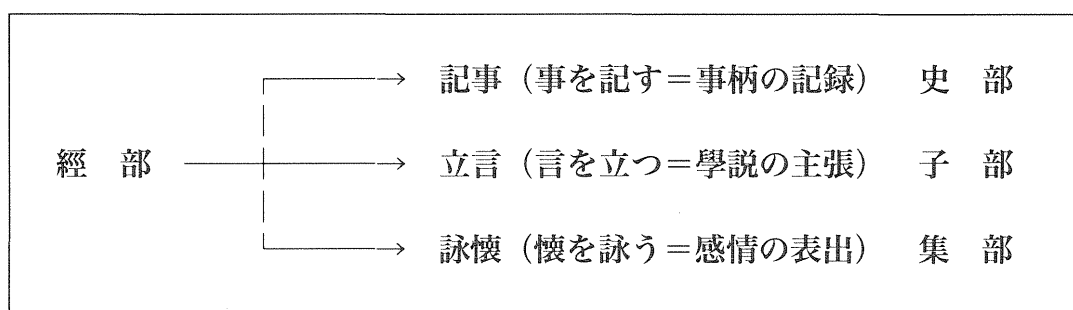 記事（事を記す＝事柄の記録）　史　部
經　部　立言（言を立つ＝學説の主張）　子　部
詠懐（懐を詠う＝感情の表出）　集　部